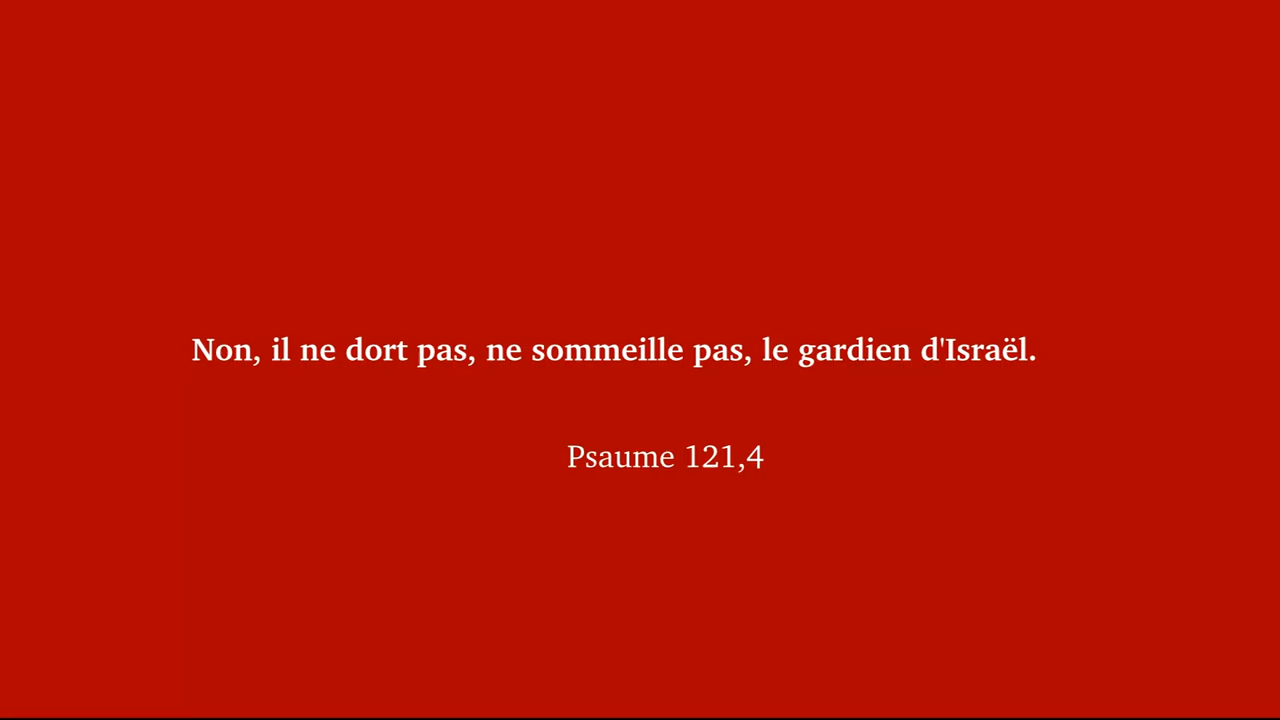 Non, il ne dort pas, ne sommeille pas, le gardien d'Israël.
Psaume 121,4